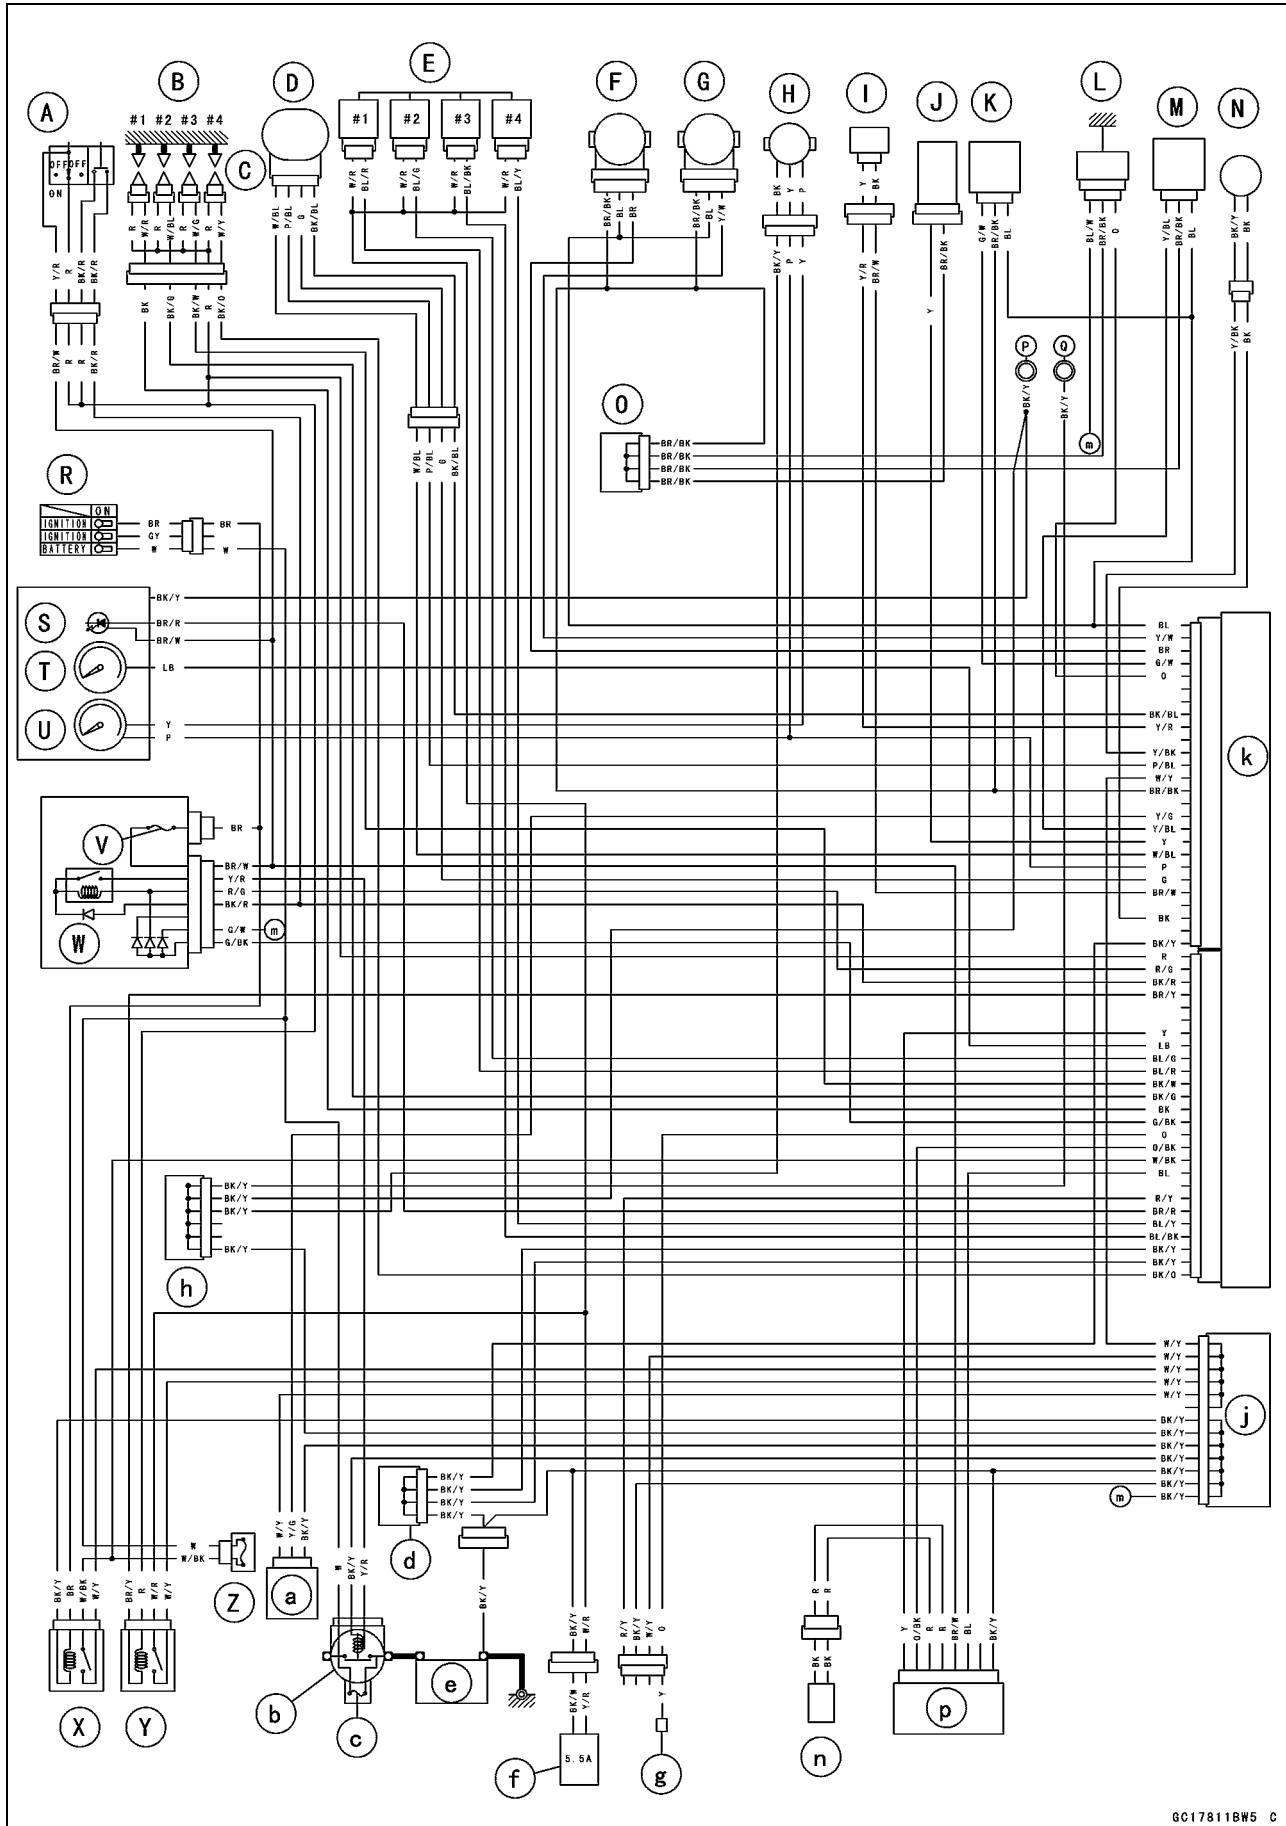 A B C D E F G H I J K L M N
#1 #2 #3 #4
#1 #2 #3 #4
OFF OFF
ON
R W/R R W/BL R W/G R W/Y
Y/R R BK/R BK/R
BK BK/G BK/W R BK/O
BR/W R R BK/R
W/BL P/BL G BK/BL
W/R BL/R W/R BL/G W/R BL/BK W/R BL/Y
BR/BK BL BR
BR/BK BL Y/W
BK Y P
BK/Y P Y
Y BK
Y/R BR/W
Y BR/BK
G/W BR/BK BL
BL/W BR/BK O
Y/BL BR/BK BL
BK/Y BK
Y/BK BK
P Q
BK/Y BK/Y
m
O
BR/BK
BR/BK
BR/BK
BR/BK
W/BL P/BL G BK/BL
R
ON
IGNITION BR BR
IGNITION GY
BATTERY W W
BK/Y
S BR/R
BR/W
T LB
U Y
P
V BR
BR/W
Y/R
R/G
BK/R
W G/W m
G/BK
k
BL
Y/W
BR
G/W
O
BK/BL
Y/R
Y/BK
P/BL
W/Y
BR/BK
Y/G
Y/BL
Y
W/BL
P
G
BR/W
BK
BK/Y
R
R/G
BK/R
BR/Y
Y
LB
BL/G
BL/R
BK/W
BK/G
BK
G/BK
O
O/BK
W/BK
BL
R/Y
BR/R
BL/Y
BL/BK
BK/Y
BK/Y
BK/O
BK/Y
BK/Y
BK/Y
BK/Y
h
W/Y
W/Y
W/Y
W/Y
W/Y
j
BK/Y
BK/Y
BK/Y
BK/Y
BK/Y
BK/Y
m BK/Y
BK/Y
BK/Y
BK/Y
BK/Y
d
W
W/BK
Z
BK/Y BR W/BK W/Y
BR/Y R W/R W/Y
W/Y Y/G BK/Y
a
W BK/Y Y/R
BK/Y
BK/Y W/R
R/Y BK/Y W/Y O
R R
Y O/BK R R BR/W BL BK/Y
BK/W Y/R
Y
BK BK
X Y b c e
5.5A
f g n p
GC17811BW5 C